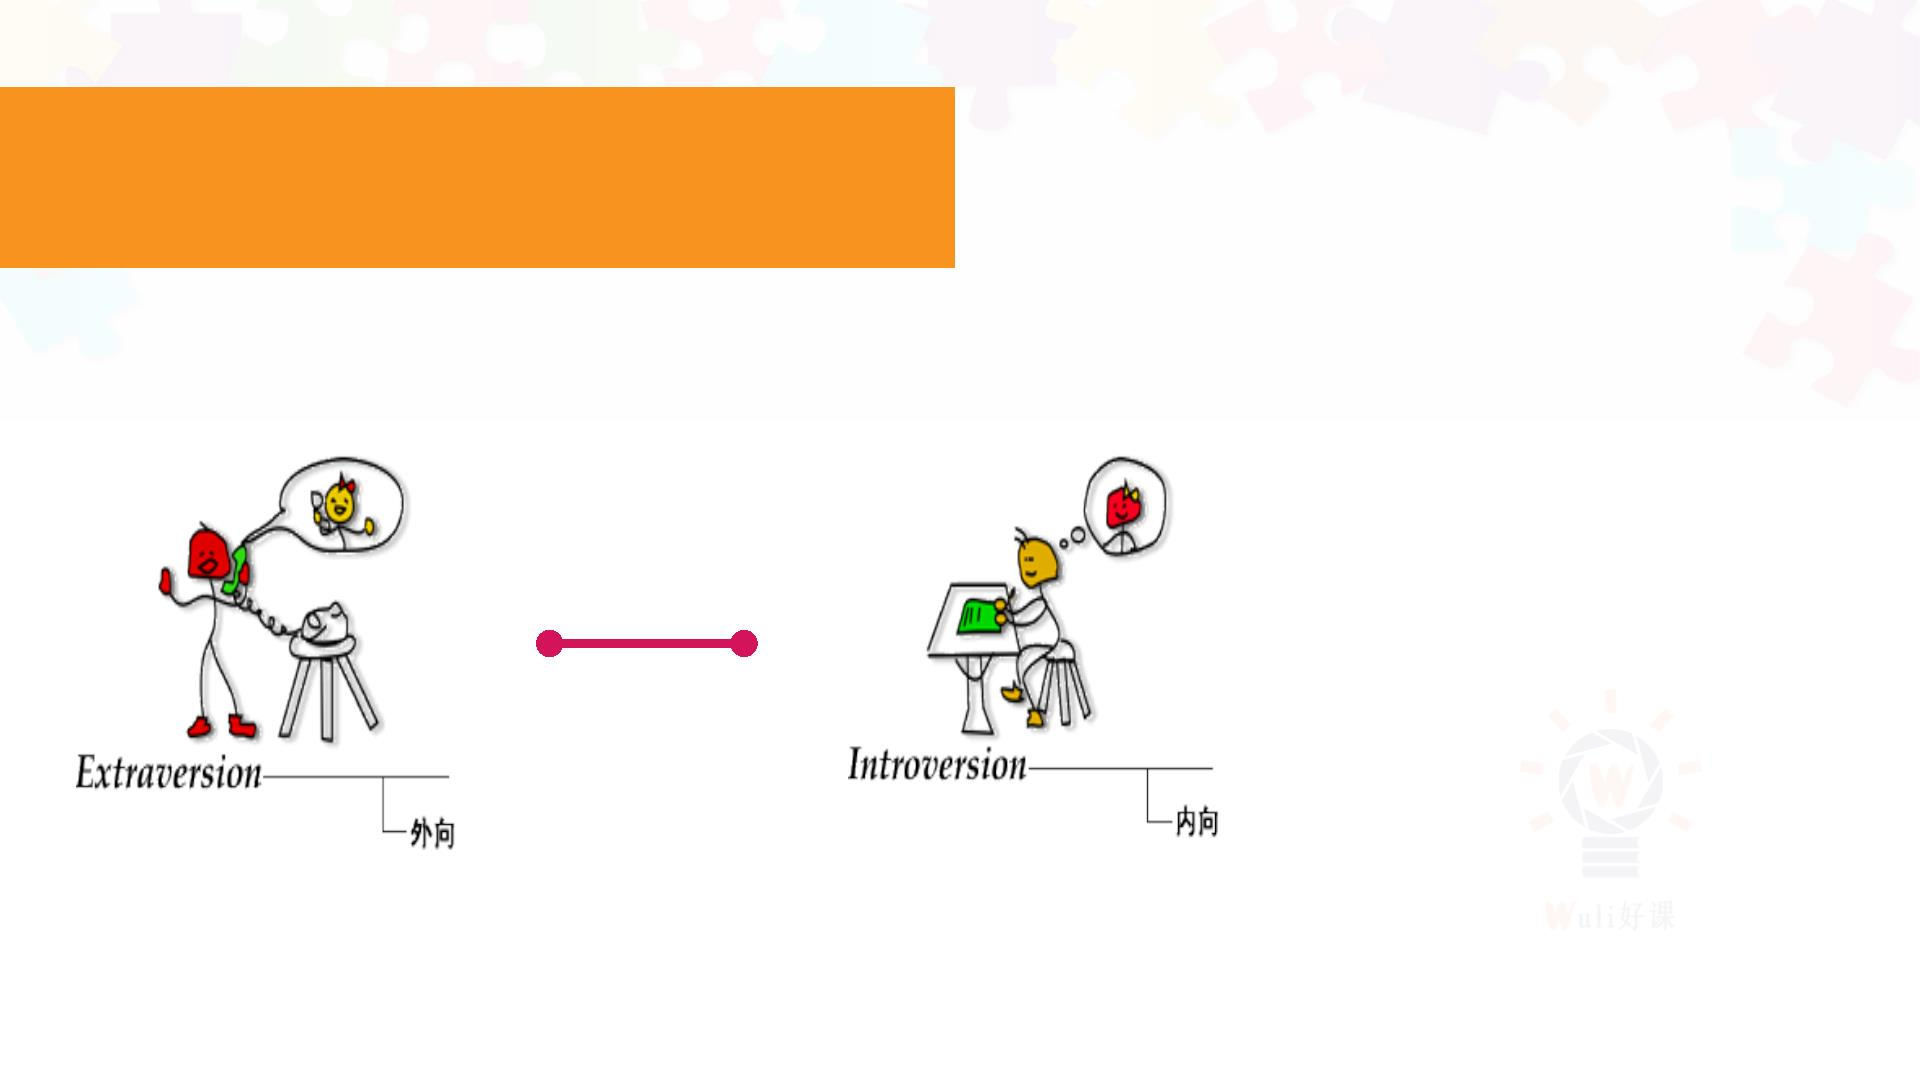 Extraversion
外向
Introversion
内向
W
Wuli好课